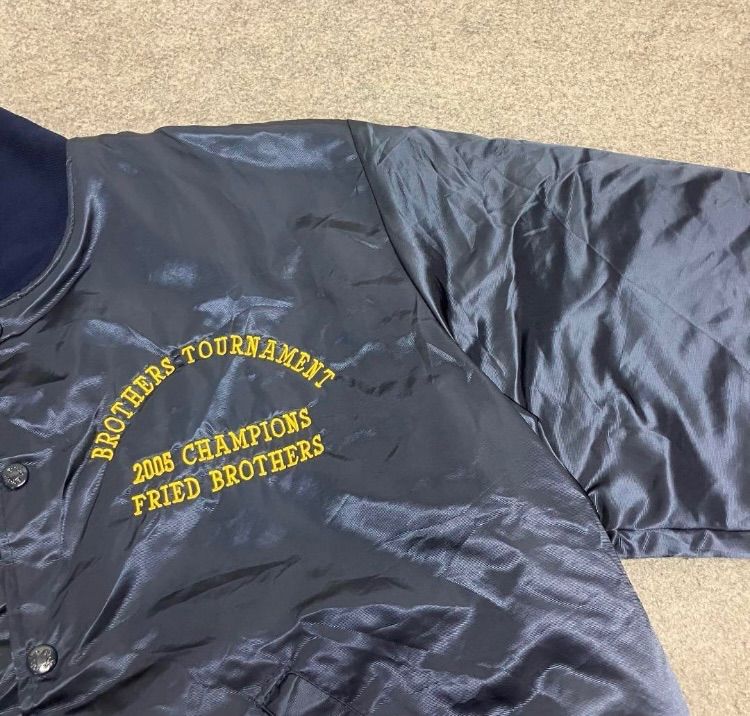 BROTHERS TOURNAMENT
2005 CHAMPIONS
FRIED BROTHERS